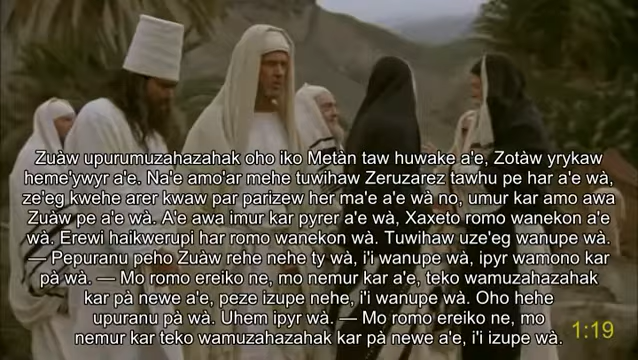 Zuàw upurumuzahazahak oho iko Metàn taw huwake a'e, Zotàw yrykaw
heme'ywyr a'e. Na'e amo'ar mehe tuwihaw Zeruzarez tawhu pe har a'e wà,
ze'eg kwehe arer kwaw par parizew her ma'e a'e wà no, umur kar amo awa
Zuàw pe a'e wà. A'e awa imur kar pyrer a'e wà, Xaxeto romo wanekon a'e
wà. Erewi haikwerupi har romo wanekon wà. Tuwihaw uze'eg wanupe wà.
— Pepuranu peho Zuàw rehe nehe ty wà, i'i wanupe wà, ipyr wamono kar
pà wà. — Mo romo ereiko ne, mo nemur kar a'e, teko wamuzahazahak
kar pà newe a'e, peze izupe nehe, i'i wanupe wà. Oho hehe
upuranu pà wà. Uhem ipyr wà. — Mo romo ereiko ne, mo
nemur kar teko wamuzahazahak kar pà newe a'e, i'i izupe wà.
1:19